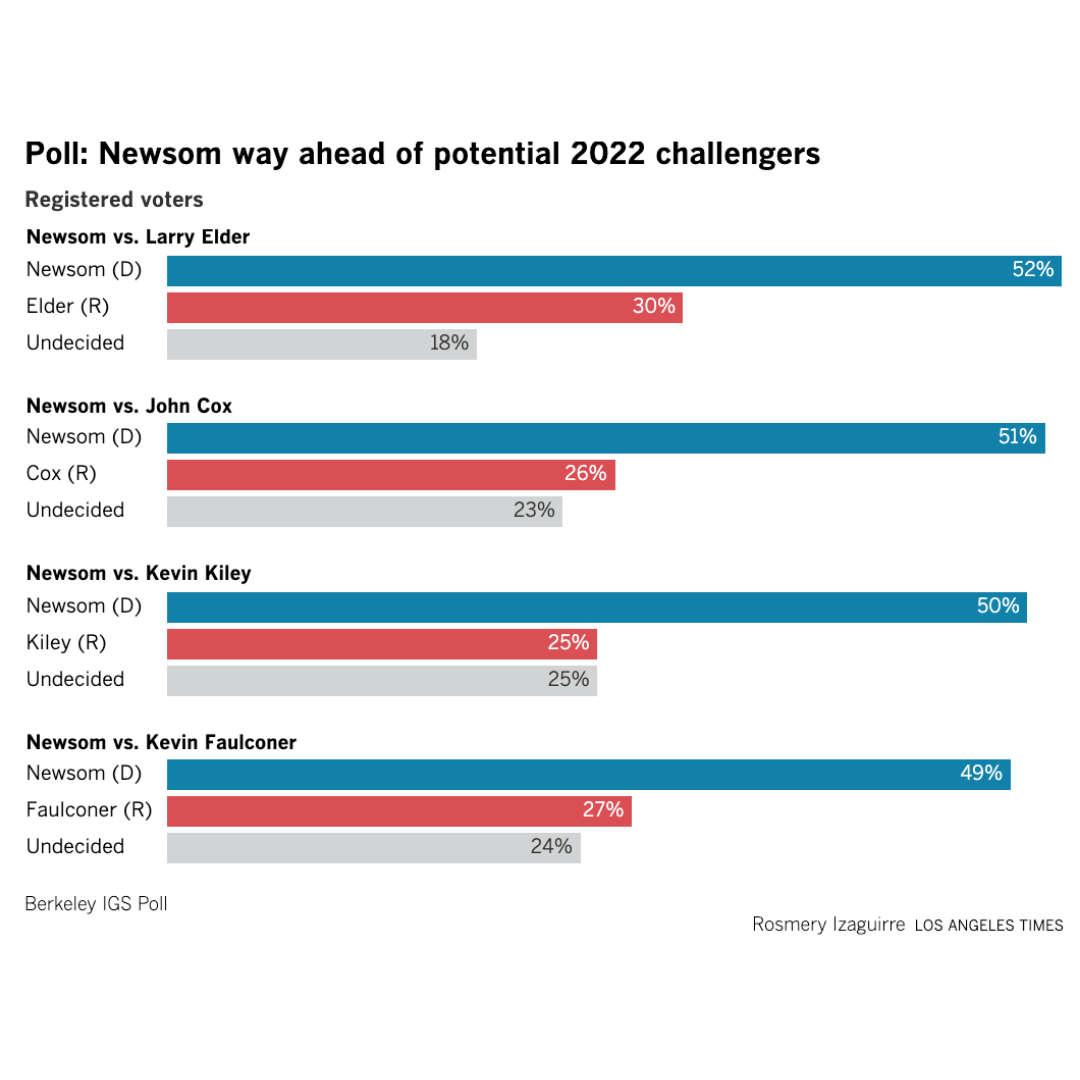 Poll: Newsom way ahead of potential 2022 challengers
Registered voters
Newsom vs. Larry Elder
Newsom (D) 52%
Elder (R) 30%
Undecided 18%
Newsom vs. John Cox
Newsom (D) 51%
Cox (R) 26%
Undecided 23%
Newsom vs. Kevin Kiley
Newsom (D) 50%
Kiley (R) 25%
Undecided 25%
Newsom vs. Kevin Faulconer
Newsom (D) 49%
Faulconer (R) 27%
Undecided 24%
Berkeley IGS Poll
Rosmery Izaguirre LOS ANGELES TIMES